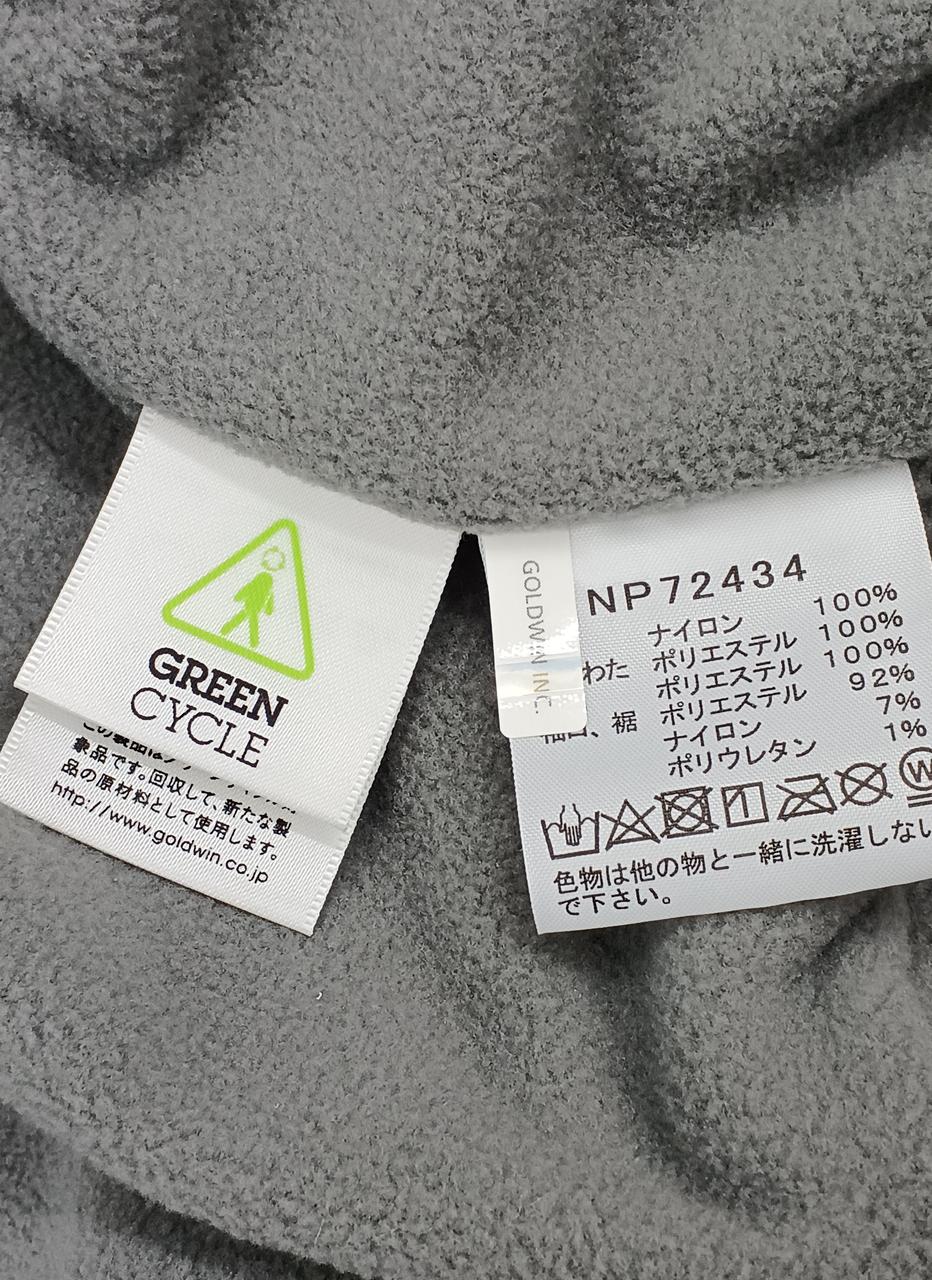 GREEN
CYCLE
象品です。回収して、新たな製
品の原材料として使用します。
http://www.goldwin.co.jp
GOLDWIN INC.
NP72434
ナイロン 100%
わた ポリエステル 100%
ポリエステル 100%
袖口、裾 ポリエステル 92%
ナイロン 7%
ポリウレタン 1%
W
色物は他の物と一緒に洗濯しない
で下さい。